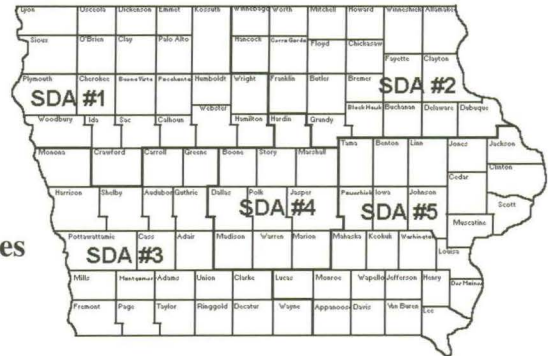 Lyon Osceola Dickinson Emmet Kossuth Winnebago Worth Mitchell Howard Winneshiek Allamakee
Sioux O'Brien Clay Palo Alto Hancock Cerro Gordo Floyd Chickasaw
Fayette Clayton
Plymouth Cherokee Buena Vista Pocahontas Humboldt Wright Franklin Butler Bremer
SDA #1 SDA #2
Webster Black Hawk Buchanan Delaware Dubuque
Woodbury Ida Sac Calhoun Hamilton Hardin Grundy
Tama Benton Linn Jones Jackson
Monona Crawford Carroll Greene Boone Story Marshall
Clinton
Cedar
Harrison Shelby Audubon Guthrie Dallas Polk Jasper Poweshiek Iowa Johnson
Scott
SDA #4 SDA #5
Muscatine
Pottawattamie Cass Adair Madison Warren Marion Mahaska Keokuk Washington
es
SDA #3
Louisa
Mills Montgomery Adams Union Clarke Lucas Monroe Wapello Jefferson Henry
Des Moines
Fremont Page Taylor Ringgold Decatur Wayne Appanoose Davis Van Buren Lee